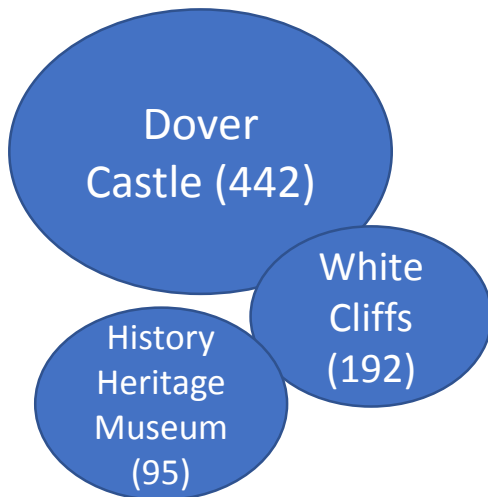 Dover
Castle (442)
White
Cliffs
(192)
History
Heritage
Museum
(95)